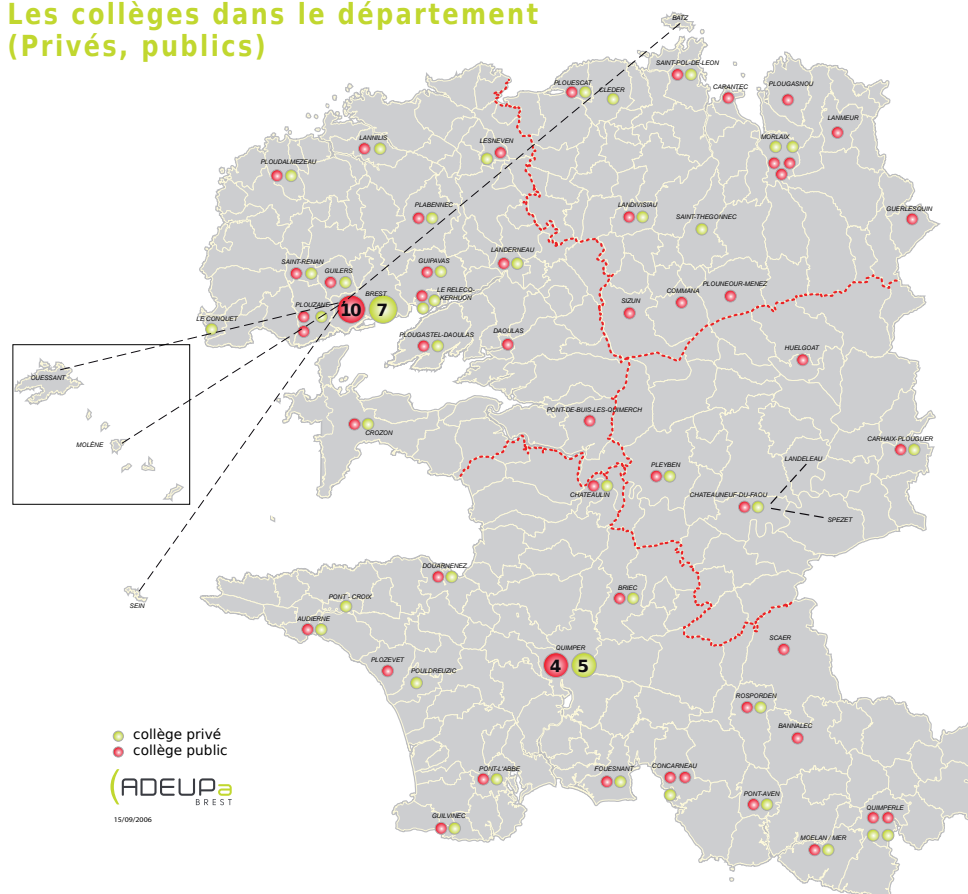 Les collèges dans le département
(Privés, publics)
BATZ
SAINT-POL-DE-LEON
PLOUESCAT
CLEDER
CARANTEC
PLOUGASNOU
LANMEUR
MORLAIX
LANNILIS
LESNEVEN
PLOUDALMEZEAU
PLABENNEC
LANDIVISIAU
SAINT-THEGONNEC
GUERLESQUIN
SAINT-RENAN
GUILERS
GUIPAVAS
LANDERNEAU
LE RELECQ-
KERHUON
BREST
10
7
PLOUZANE
LE CONQUET
SIZUN
COMMANA
PLOUNEOUR-MENEZ
PLOUGASTEL-DAOULAS
DAOULAS
HUELGOAT
OUESSANT
MOLÈNE
CROZON
PONT-DE-BUIS-LES-QUIMERCH
CARHAIX-PLOUGUER
LANDELEAU
PLEYBEN
CHATEAULIN
CHATEAUNEUF-DU-FAOU
SPEZET
DOUARNENEZ
SEIN
PONT - CROIX
BRIEC
AUDIERNE
SCAER
QUIMPER
4
5
PLOZEVET
POULDREUZIC
ROSPORDEN
BANNALEC
collège privé
collège public
ADEUPa
BREST
15/09/2006
PONT-L'ABBE
FOUESNANT
CONCARNEAU
PONT-AVEN
QUIMPERLE
GUILVINEC
MOELAN / MER